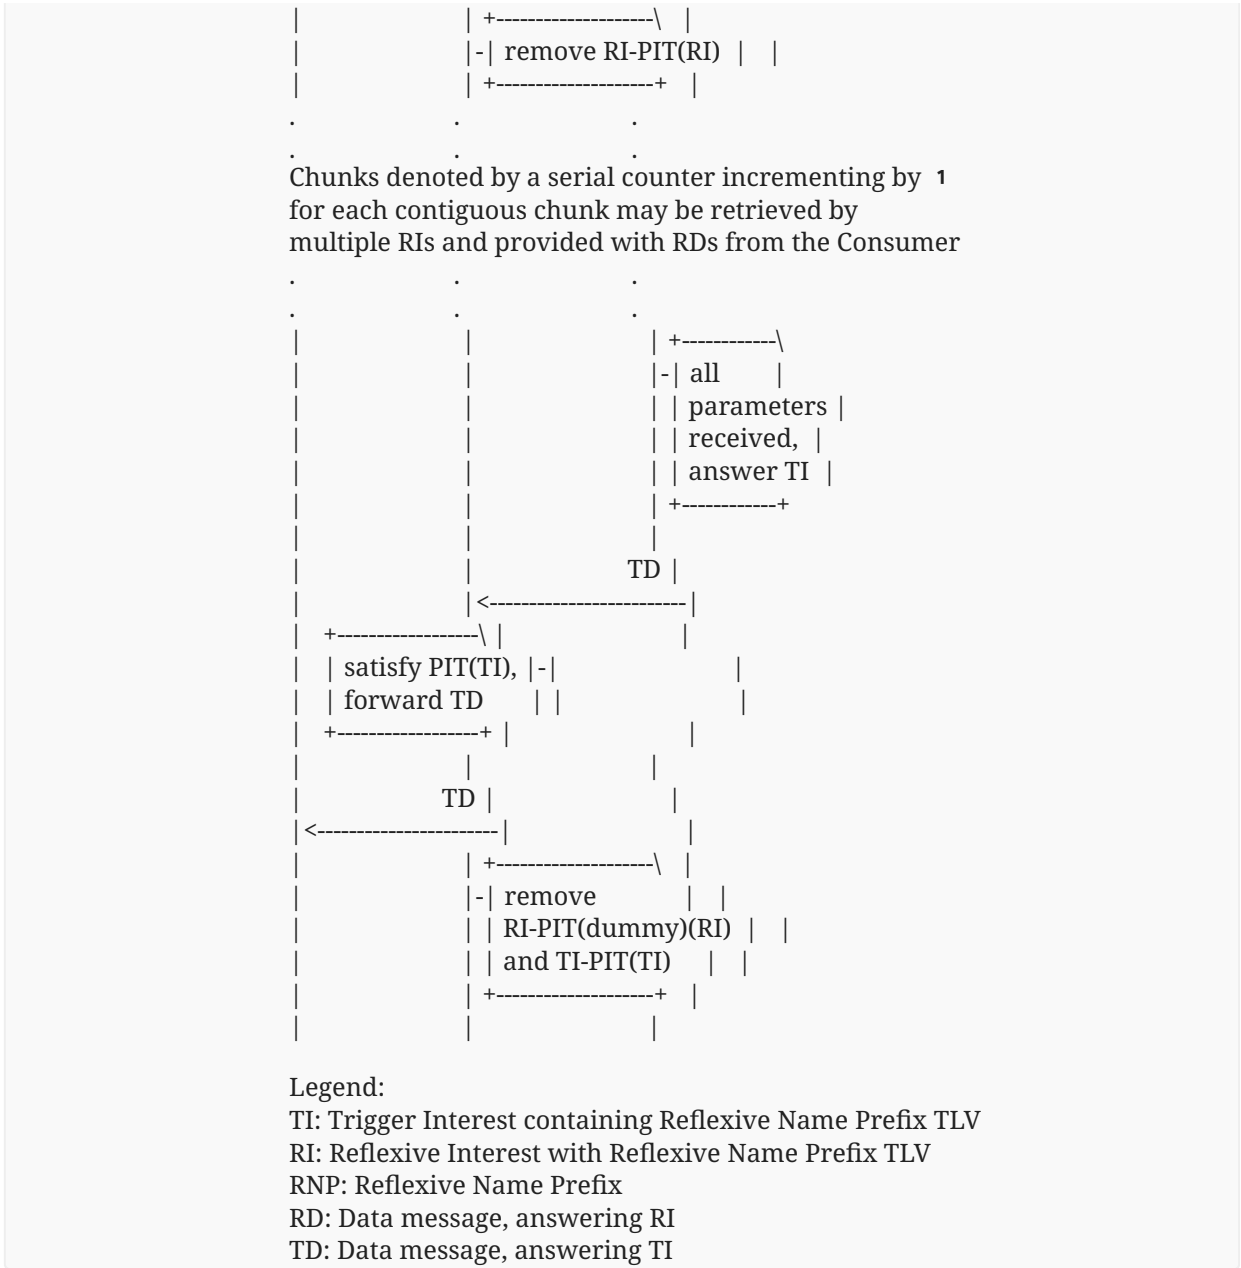 |                         | +--------------------\   |
|                         |-| remove RI-PIT(RI)  |   |
|                         | +--------------------+   |
.                         .                         .
.                         .                         .
Chunks denoted by a serial counter incrementing by 1
for each contiguous chunk may be retrieved by
multiple RIs and provided with RDs from the Consumer
.                         .                         .
.                         .                         .
|                         |                         | +------------\
|                         |                         |-| all        |
|                         |                         | | parameters |
|                         |                         | | received,  |
|                         |                         | | answer TI  |
|                         |                         | +------------+
|                         |                         |
|                         |                      TD |
|                         |<-------------------------|
|    +------------------\ |                          |
|    | satisfy PIT(TI), |-|                          |
|    | forward TD       | |                          |
|    +------------------+ |                          |
|                         |                         |
|                      TD |                          |
|<-----------------------|                          |
|                         | +--------------------\   |
|                         |-| remove             |   |
|                         | | RI-PIT(dummy)(RI)  |   |
|                         | | and TI-PIT(TI)     |   |
|                         | +--------------------+   |
|                         |                         |
Legend:
TI: Trigger Interest containing Reflexive Name Prefix TLV
RI: Reflexive Interest with Reflexive Name Prefix TLV
RNP: Reflexive Name Prefix
RD: Data message, answering RI
TD: Data message, answering TI